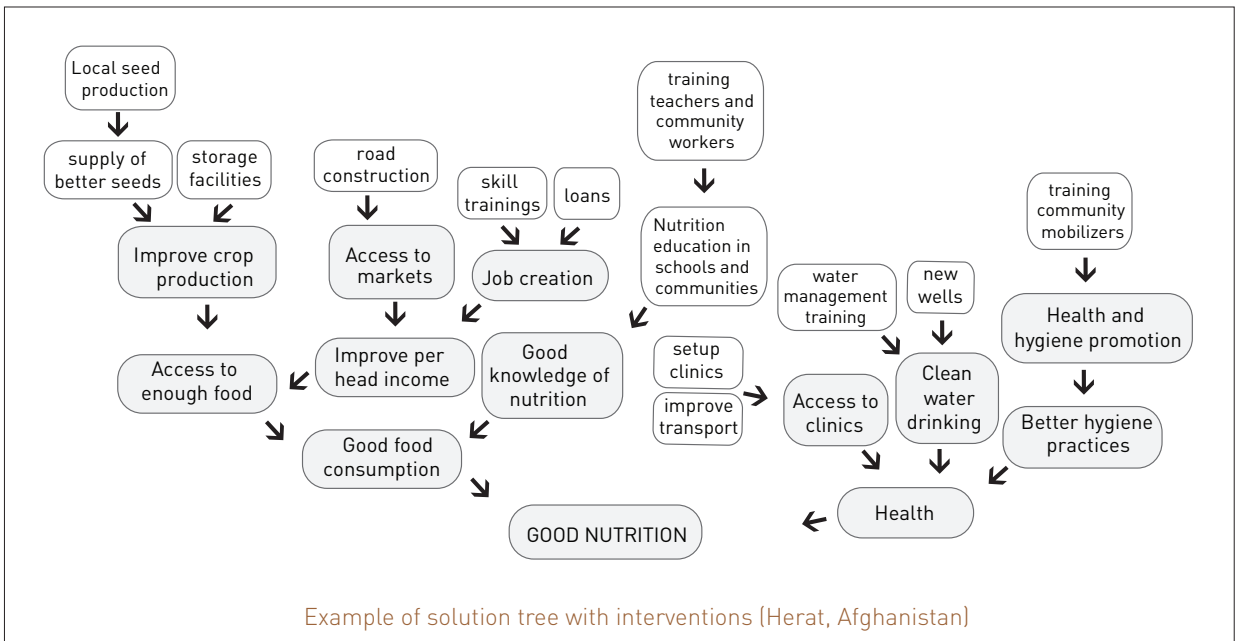 Local seed
production
supply of
better seeds
storage
facilities
Improve crop
production
Access to
enough food
road
construction
Access to
markets
skill
trainings
loans
Job creation
Improve per
head income
training
teachers and
community
workers
Nutrition
education in
schools and
communities
Good
knowledge of
nutrition
Good food
consumption
setup
clinics
improve
transport
Access to
clinics
water
management
training
new
wells
Clean
water
drinking
training
community
mobilizers
Health and
hygiene promotion
Better hygiene
practices
Health
GOOD NUTRITION
Example of solution tree with interventions (Herat, Afghanistan)